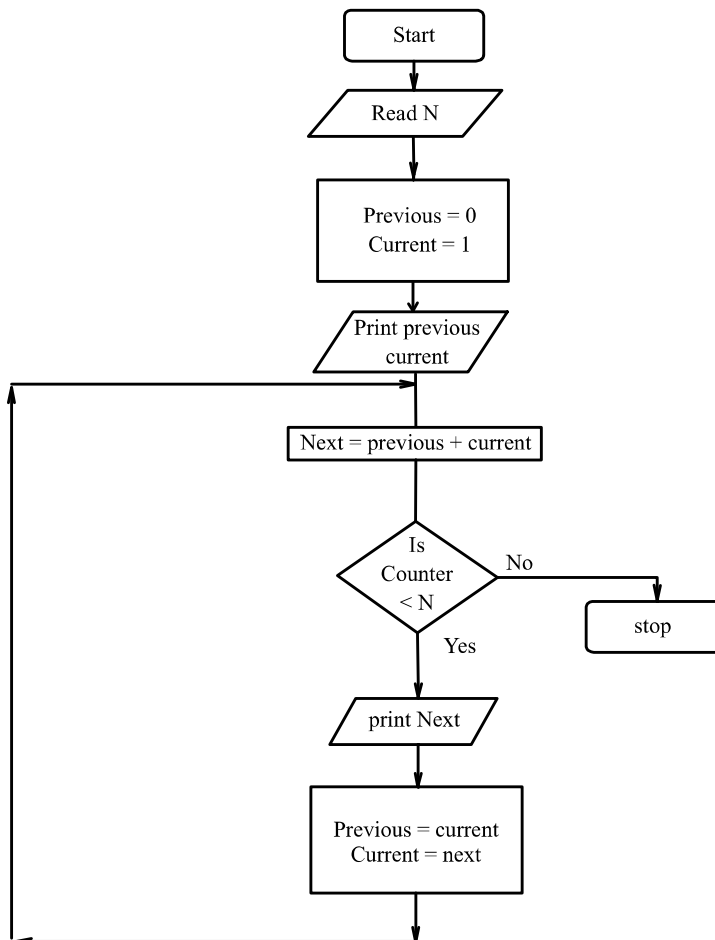 Start
Read N
Previous = 0
Current = 1
Print previous
current
Next = previous + current
Is
Counter
< N
No
stop
Yes
print Next
Previous = current
Current = next